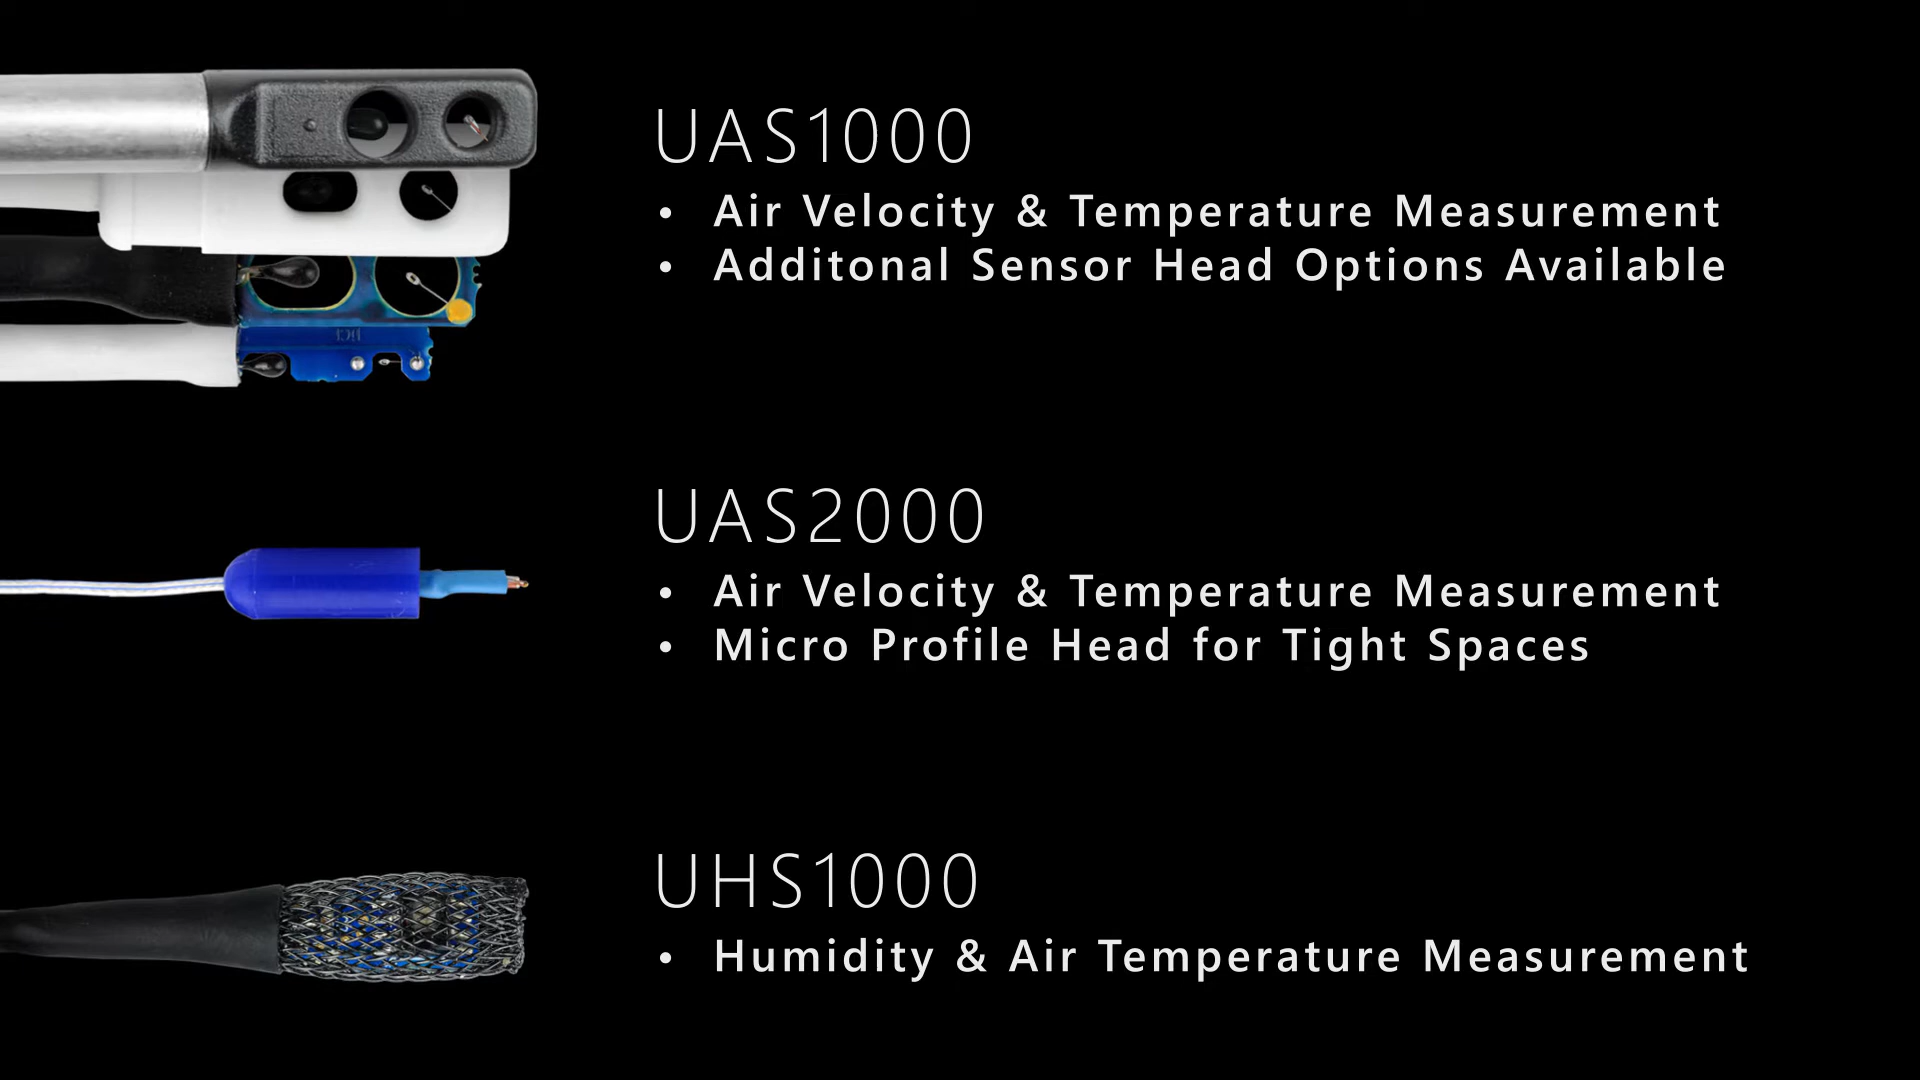 UAS1000
• Air Velocity & Temperature Measurement
• Additonal Sensor Head Options Available
UAS2000
• Air Velocity & Temperature Measurement
• Micro Profile Head for Tight Spaces
UHS1000
• Humidity & Air Temperature Measurement